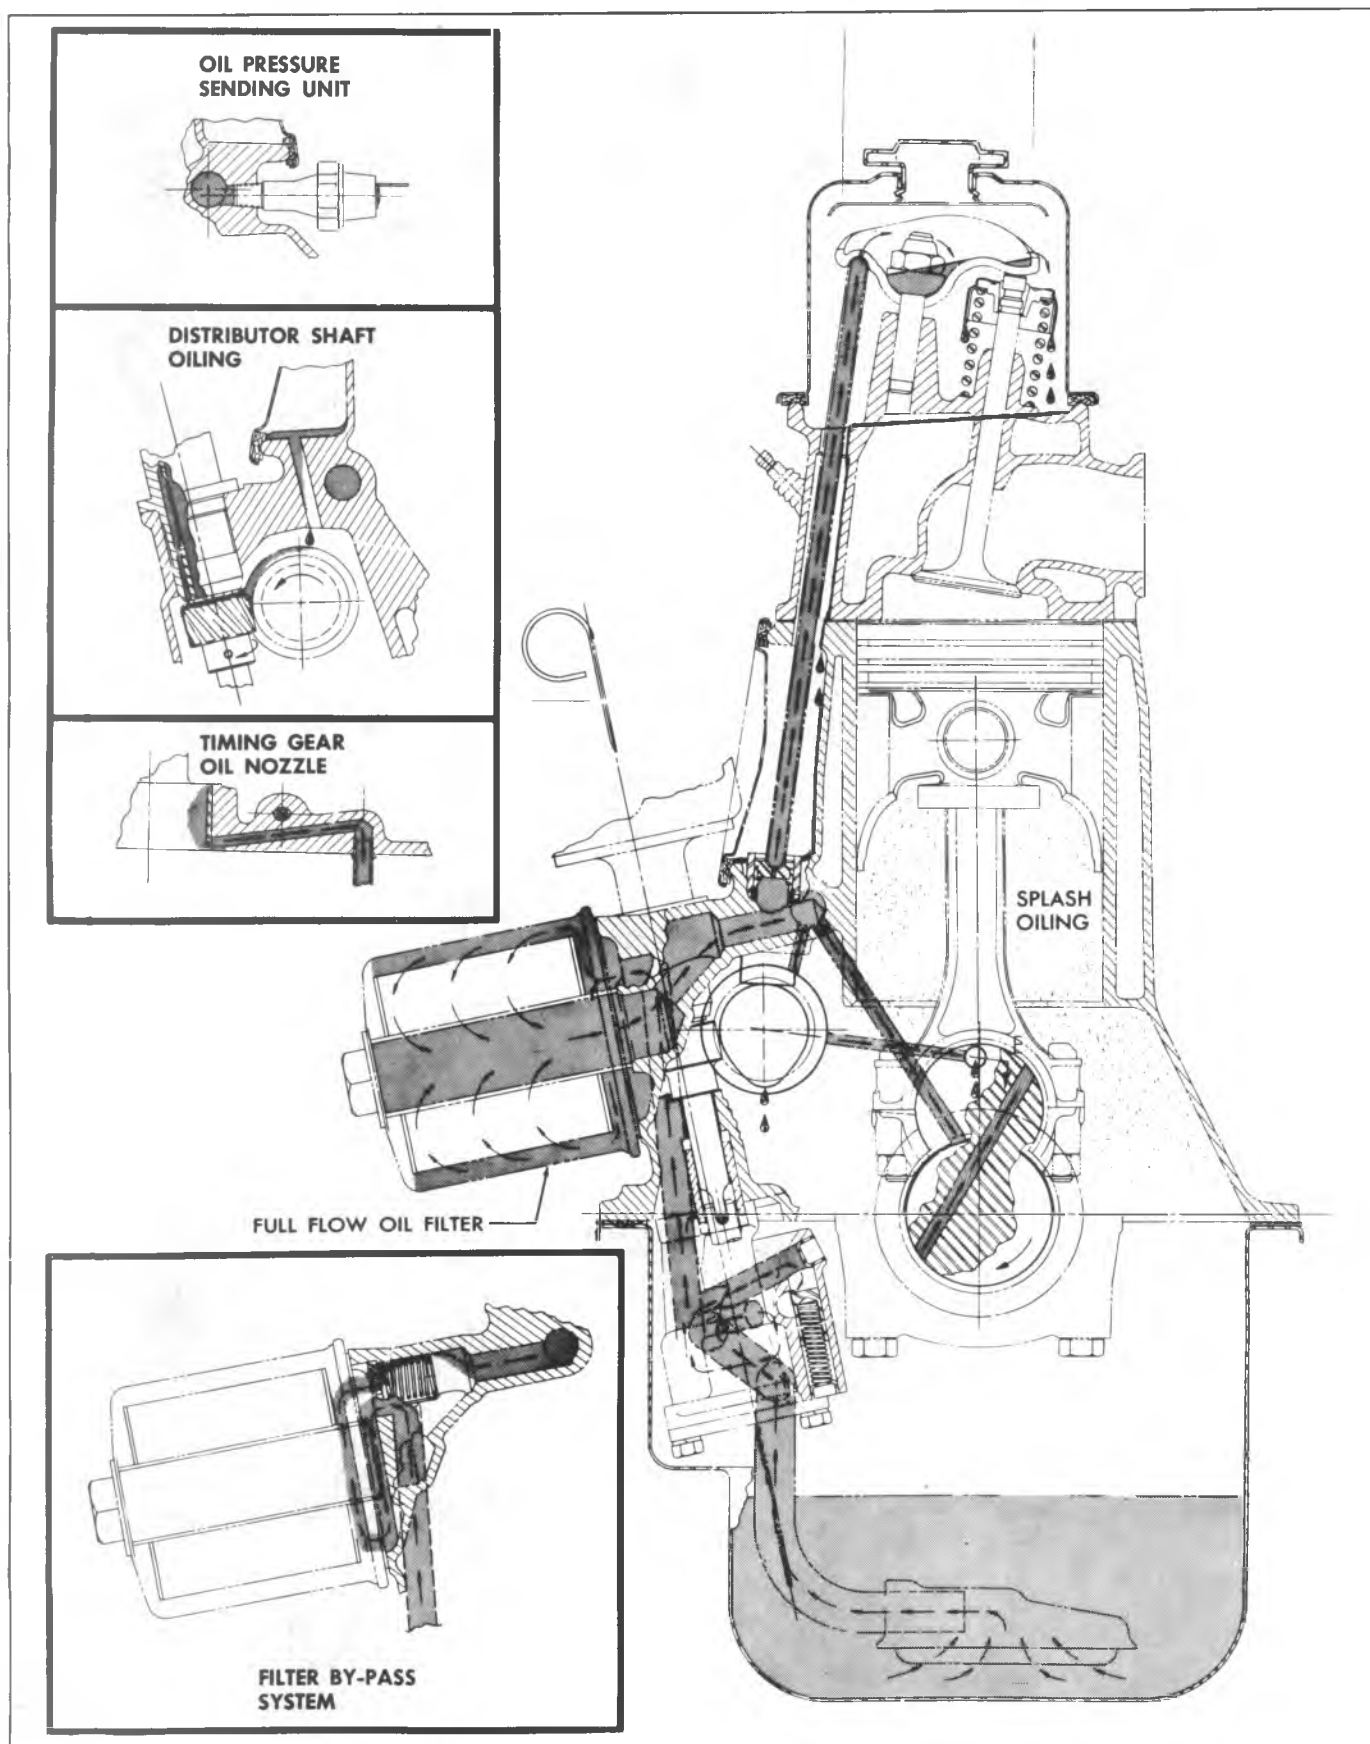 OIL PRESSURE
SENDING UNIT
DISTRIBUTOR SHAFT
OILING
TIMING GEAR
OIL NOZZLE
SPLASH
OILING
FULL FLOW OIL FILTER
FILTER BY-PASS
SYSTEM